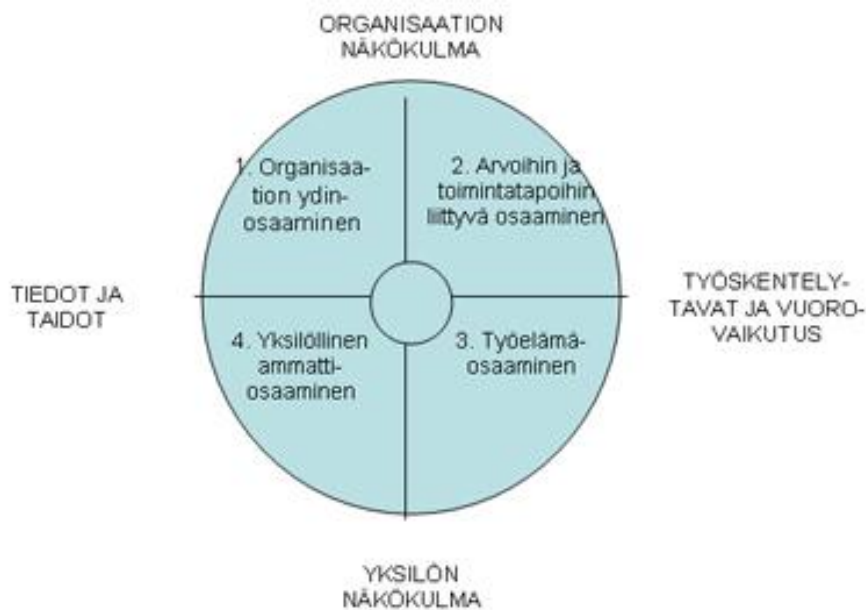 ORGANISAATION
NÄKÖKULMA
1. Organisaa-
tion ydin-
osaaminen
2. Arvoihin ja
toimintatapoihin
liittyvä osaaminen
TIEDOT JA
TAIDOT
TYÖSKENTELY-
TAVAT JA VUORO-
VAIKUTUS
4. Yksilöllinen
ammatti-
osaaminen
3. Työelämä-
osaaminen
YKSILÖN
NÄKÖKULMA